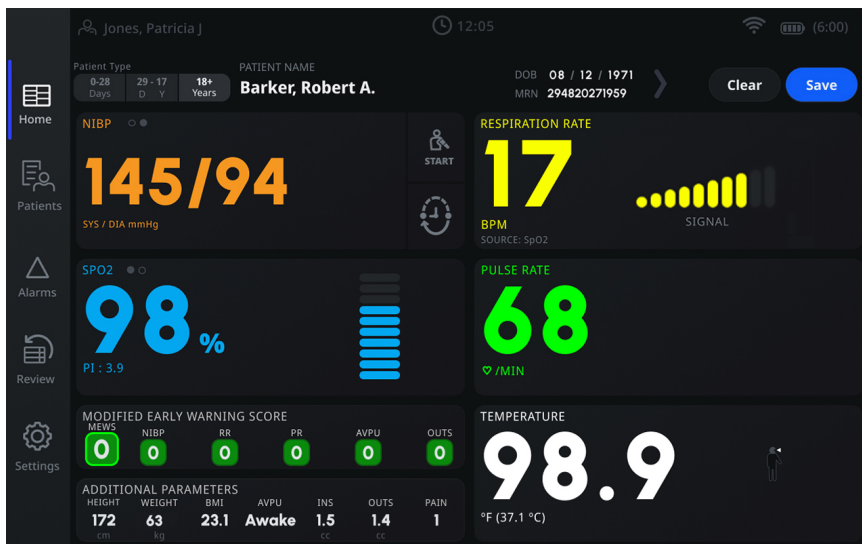 Jones, Patricia J
12:05
(6:00)
Patient Type
0-28 Days
29 - 17 D Y
18+ Years
PATIENT NAME
Barker, Robert A.
DOB 08 / 12 / 1971
MRN 294820271959
Clear
Save
Home
Patients
Alarms
Review
Settings
NIBP
145/94
SYS / DIA mmHg
START
RESPIRATION RATE
17
BPM
SOURCE: SpO2
SIGNAL
SPO2
98 %
PI : 3.9
PULSE RATE
68
/MIN
MODIFIED EARLY WARNING SCORE
MEWS NIBP RR PR AVPU OUTS
0 0 0 0 0 0
ADDITIONAL PARAMETERS
HEIGHT WEIGHT BMI AVPU INS OUTS PAIN
172 63 23.1 Awake 1.5 1.4 1
cm kg cc cc
TEMPERATURE
98.9
°F (37.1 °C)